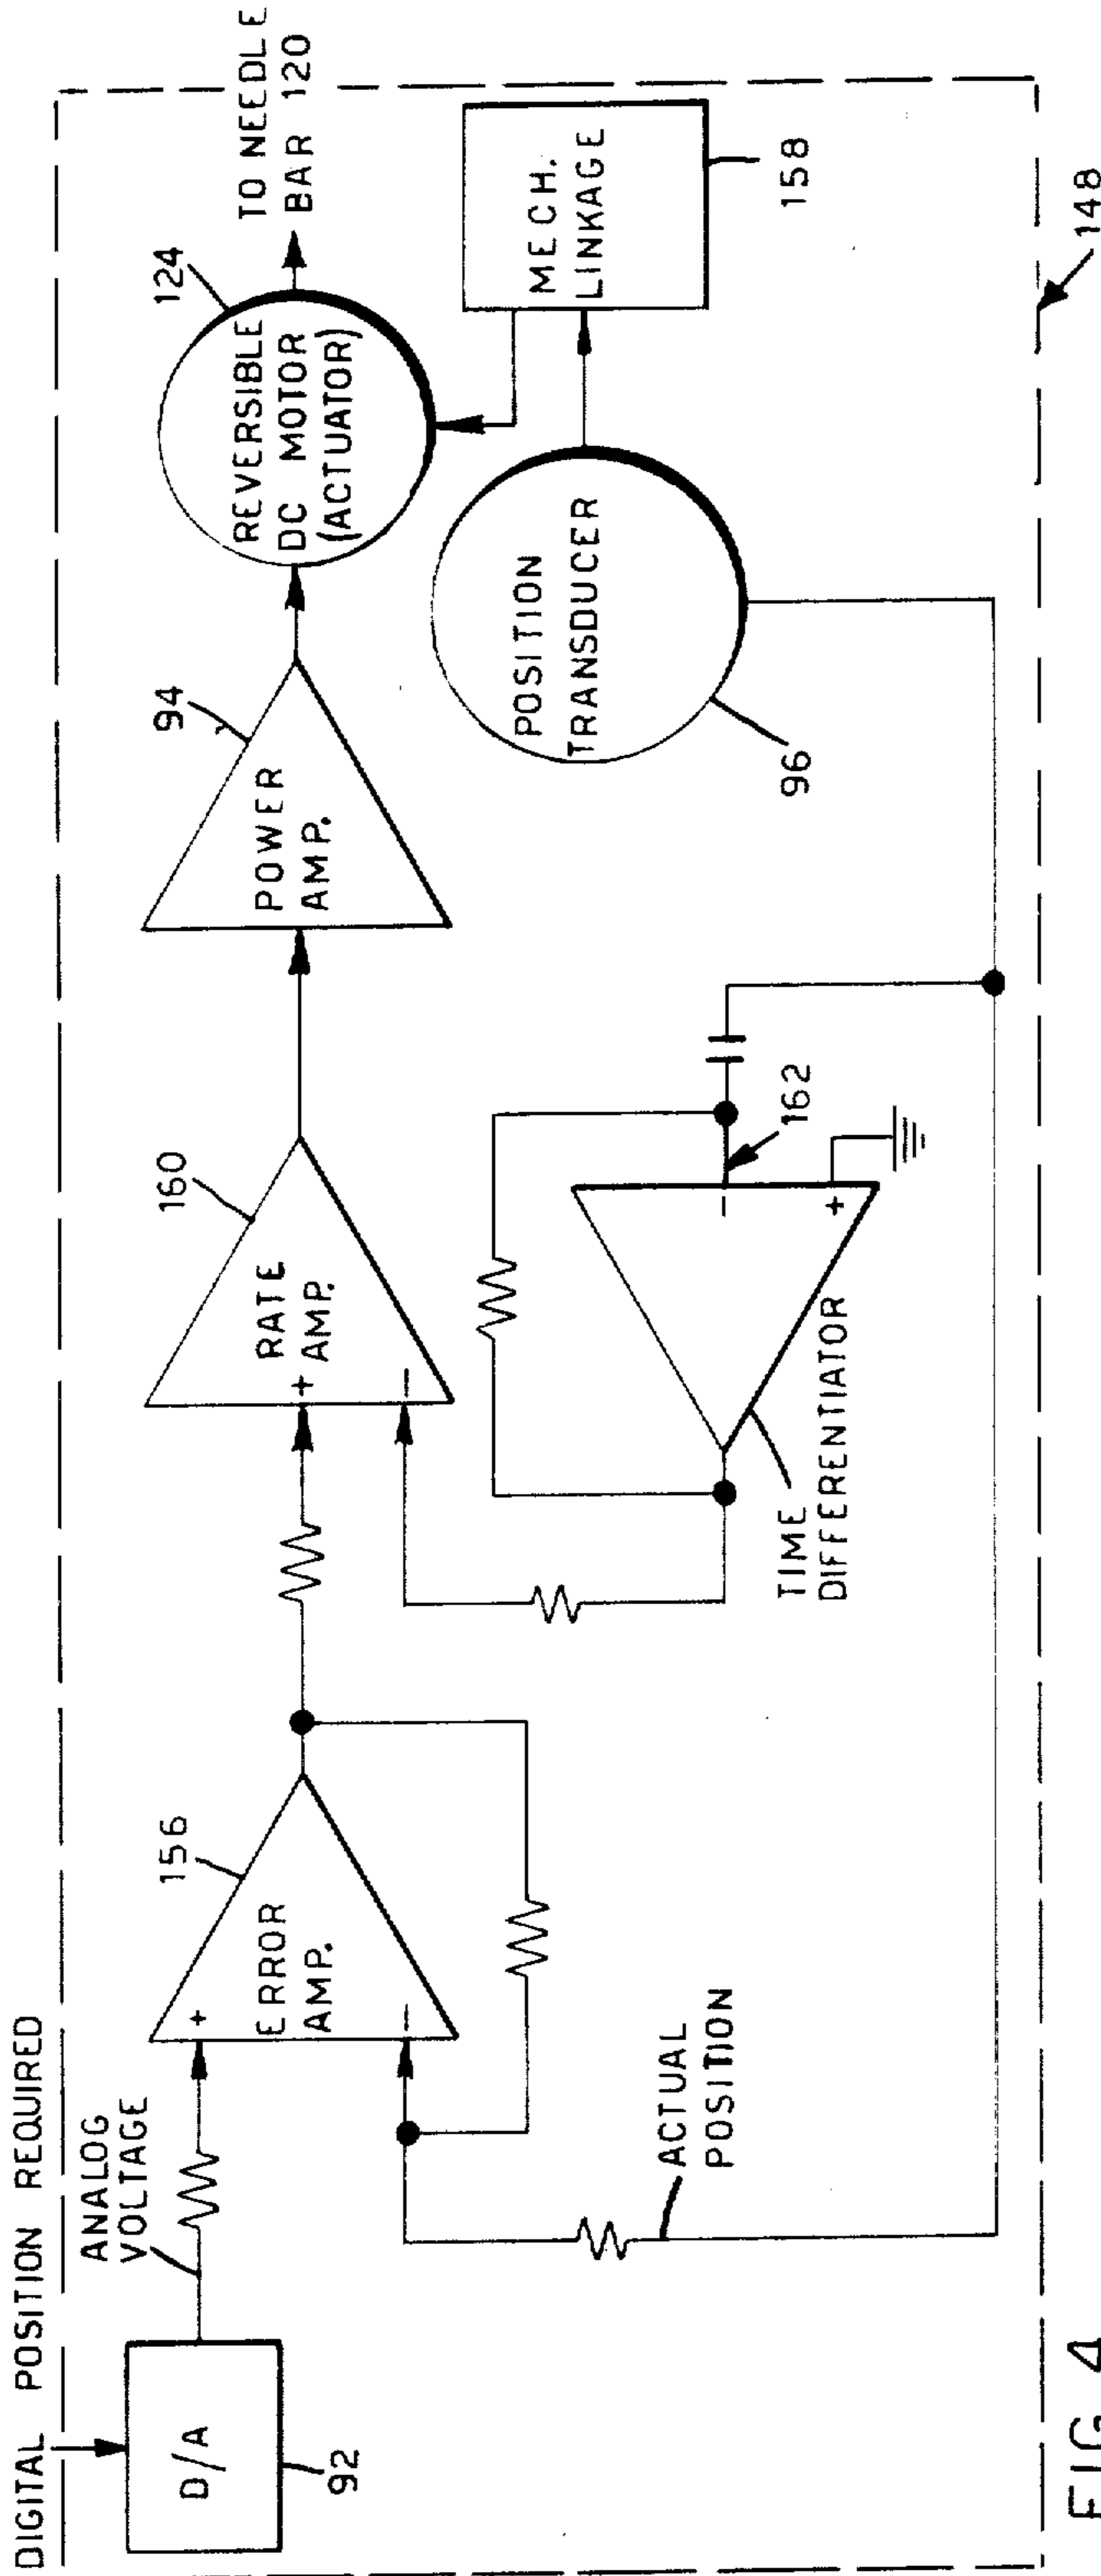 DIGITAL POSITION REQUIRED
ANALOG
VOLTAGE
D/A
92
+
ERROR
AMP.
−
156
ACTUAL
POSITION
RATE
+ AMP.
−
160
TIME
DIFFERENTIATOR
−
+
162
POWER
AMP.
94
REVERSIBLE
DC MOTOR
(ACTUATOR)
124
TO NEEDLE
BAR 120
POSITION
TRANSDUCER
96
MECH.
LINKAGE
158
148
FIG. 4